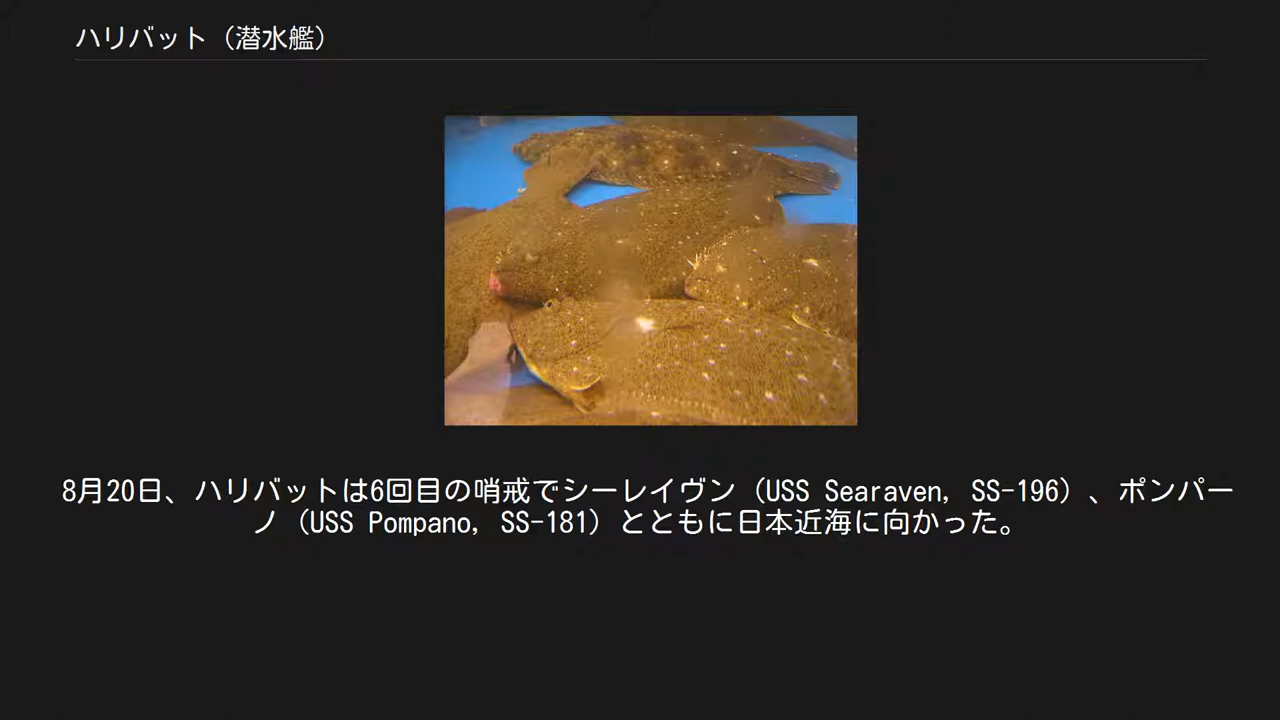 ハリバット（潜水艦）
8月20日、ハリバットは6回目の哨戒でシーレイヴン（USS Searaven, SS-196）、ポンパー
ノ（USS Pompano, SS-181）とともに日本近海に向かった。